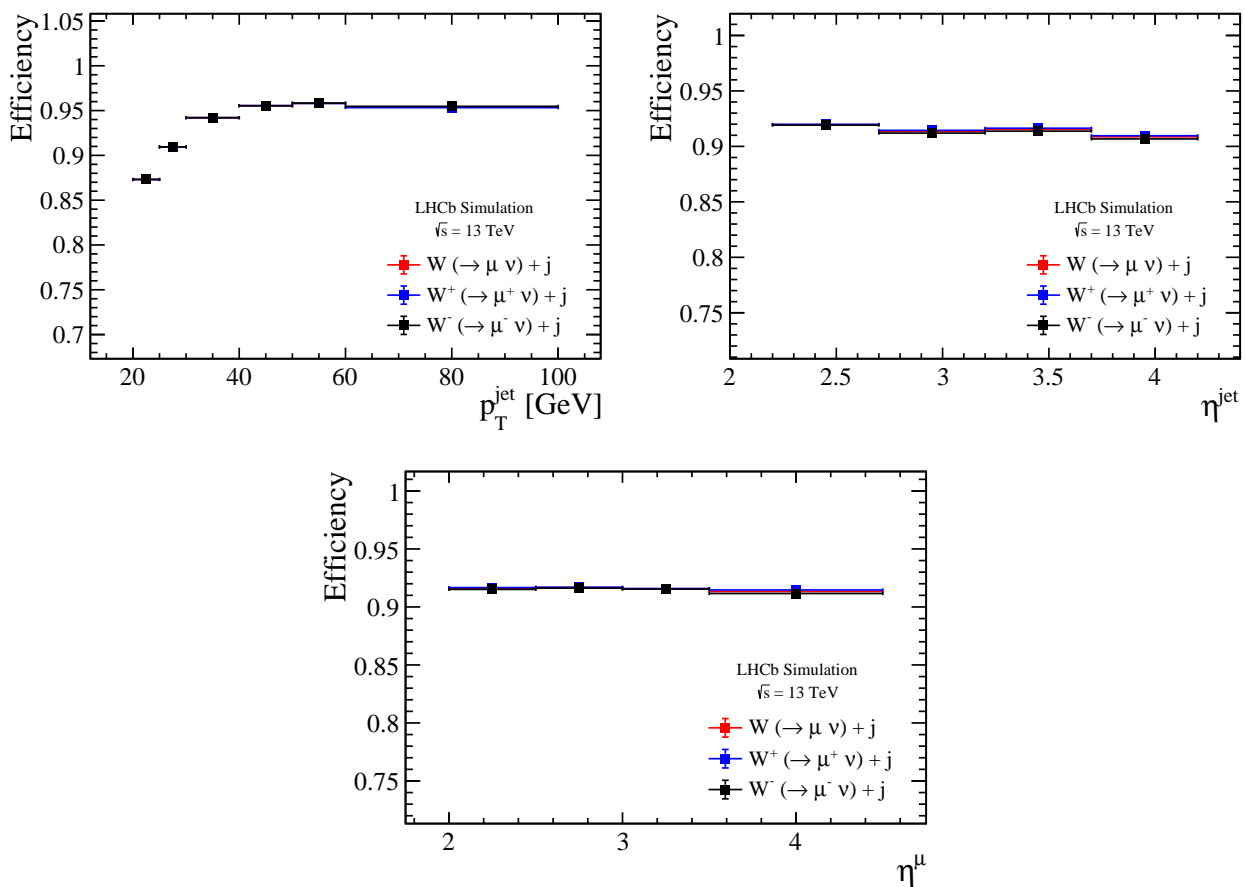 Efficiency
1.05
1
0.95
0.9
0.85
0.8
0.75
0.7
LHCb Simulation
√s = 13 TeV
W (→ μ ν) + j
W⁺ (→ μ⁺ ν) + j
W⁻ (→ μ⁻ ν) + j
20 40 60 80 100
p_T^jet [GeV]
Efficiency
1
0.95
0.9
0.85
0.8
0.75
LHCb Simulation
√s = 13 TeV
W (→ μ ν) + j
W⁺ (→ μ⁺ ν) + j
W⁻ (→ μ⁻ ν) + j
2 2.5 3 3.5 4
η^jet
Efficiency
1
0.95
0.9
0.85
0.8
0.75
LHCb Simulation
√s = 13 TeV
W (→ μ ν) + j
W⁺ (→ μ⁺ ν) + j
W⁻ (→ μ⁻ ν) + j
2 3 4
η^μ